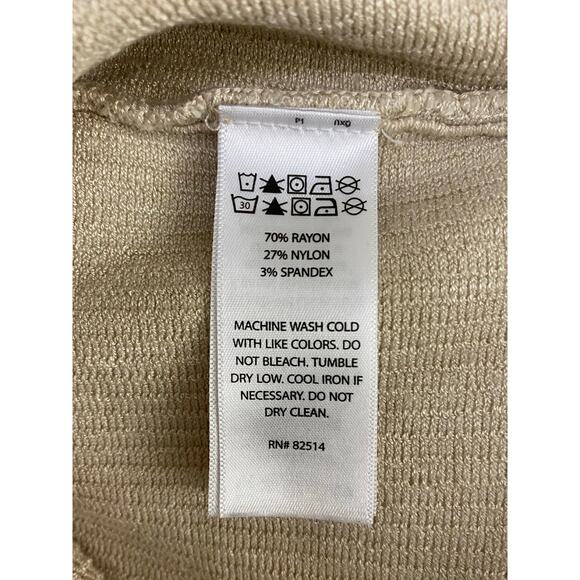 P1
30
70% RAYON
27% NYLON
3% SPANDEX
MACHINE WASH COLD
WITH LIKE COLORS. DO
NOT BLEACH. TUMBLE
DRY LOW. COOL IRON IF
NECESSARY. DO NOT
DRY CLEAN.
RN# 82514